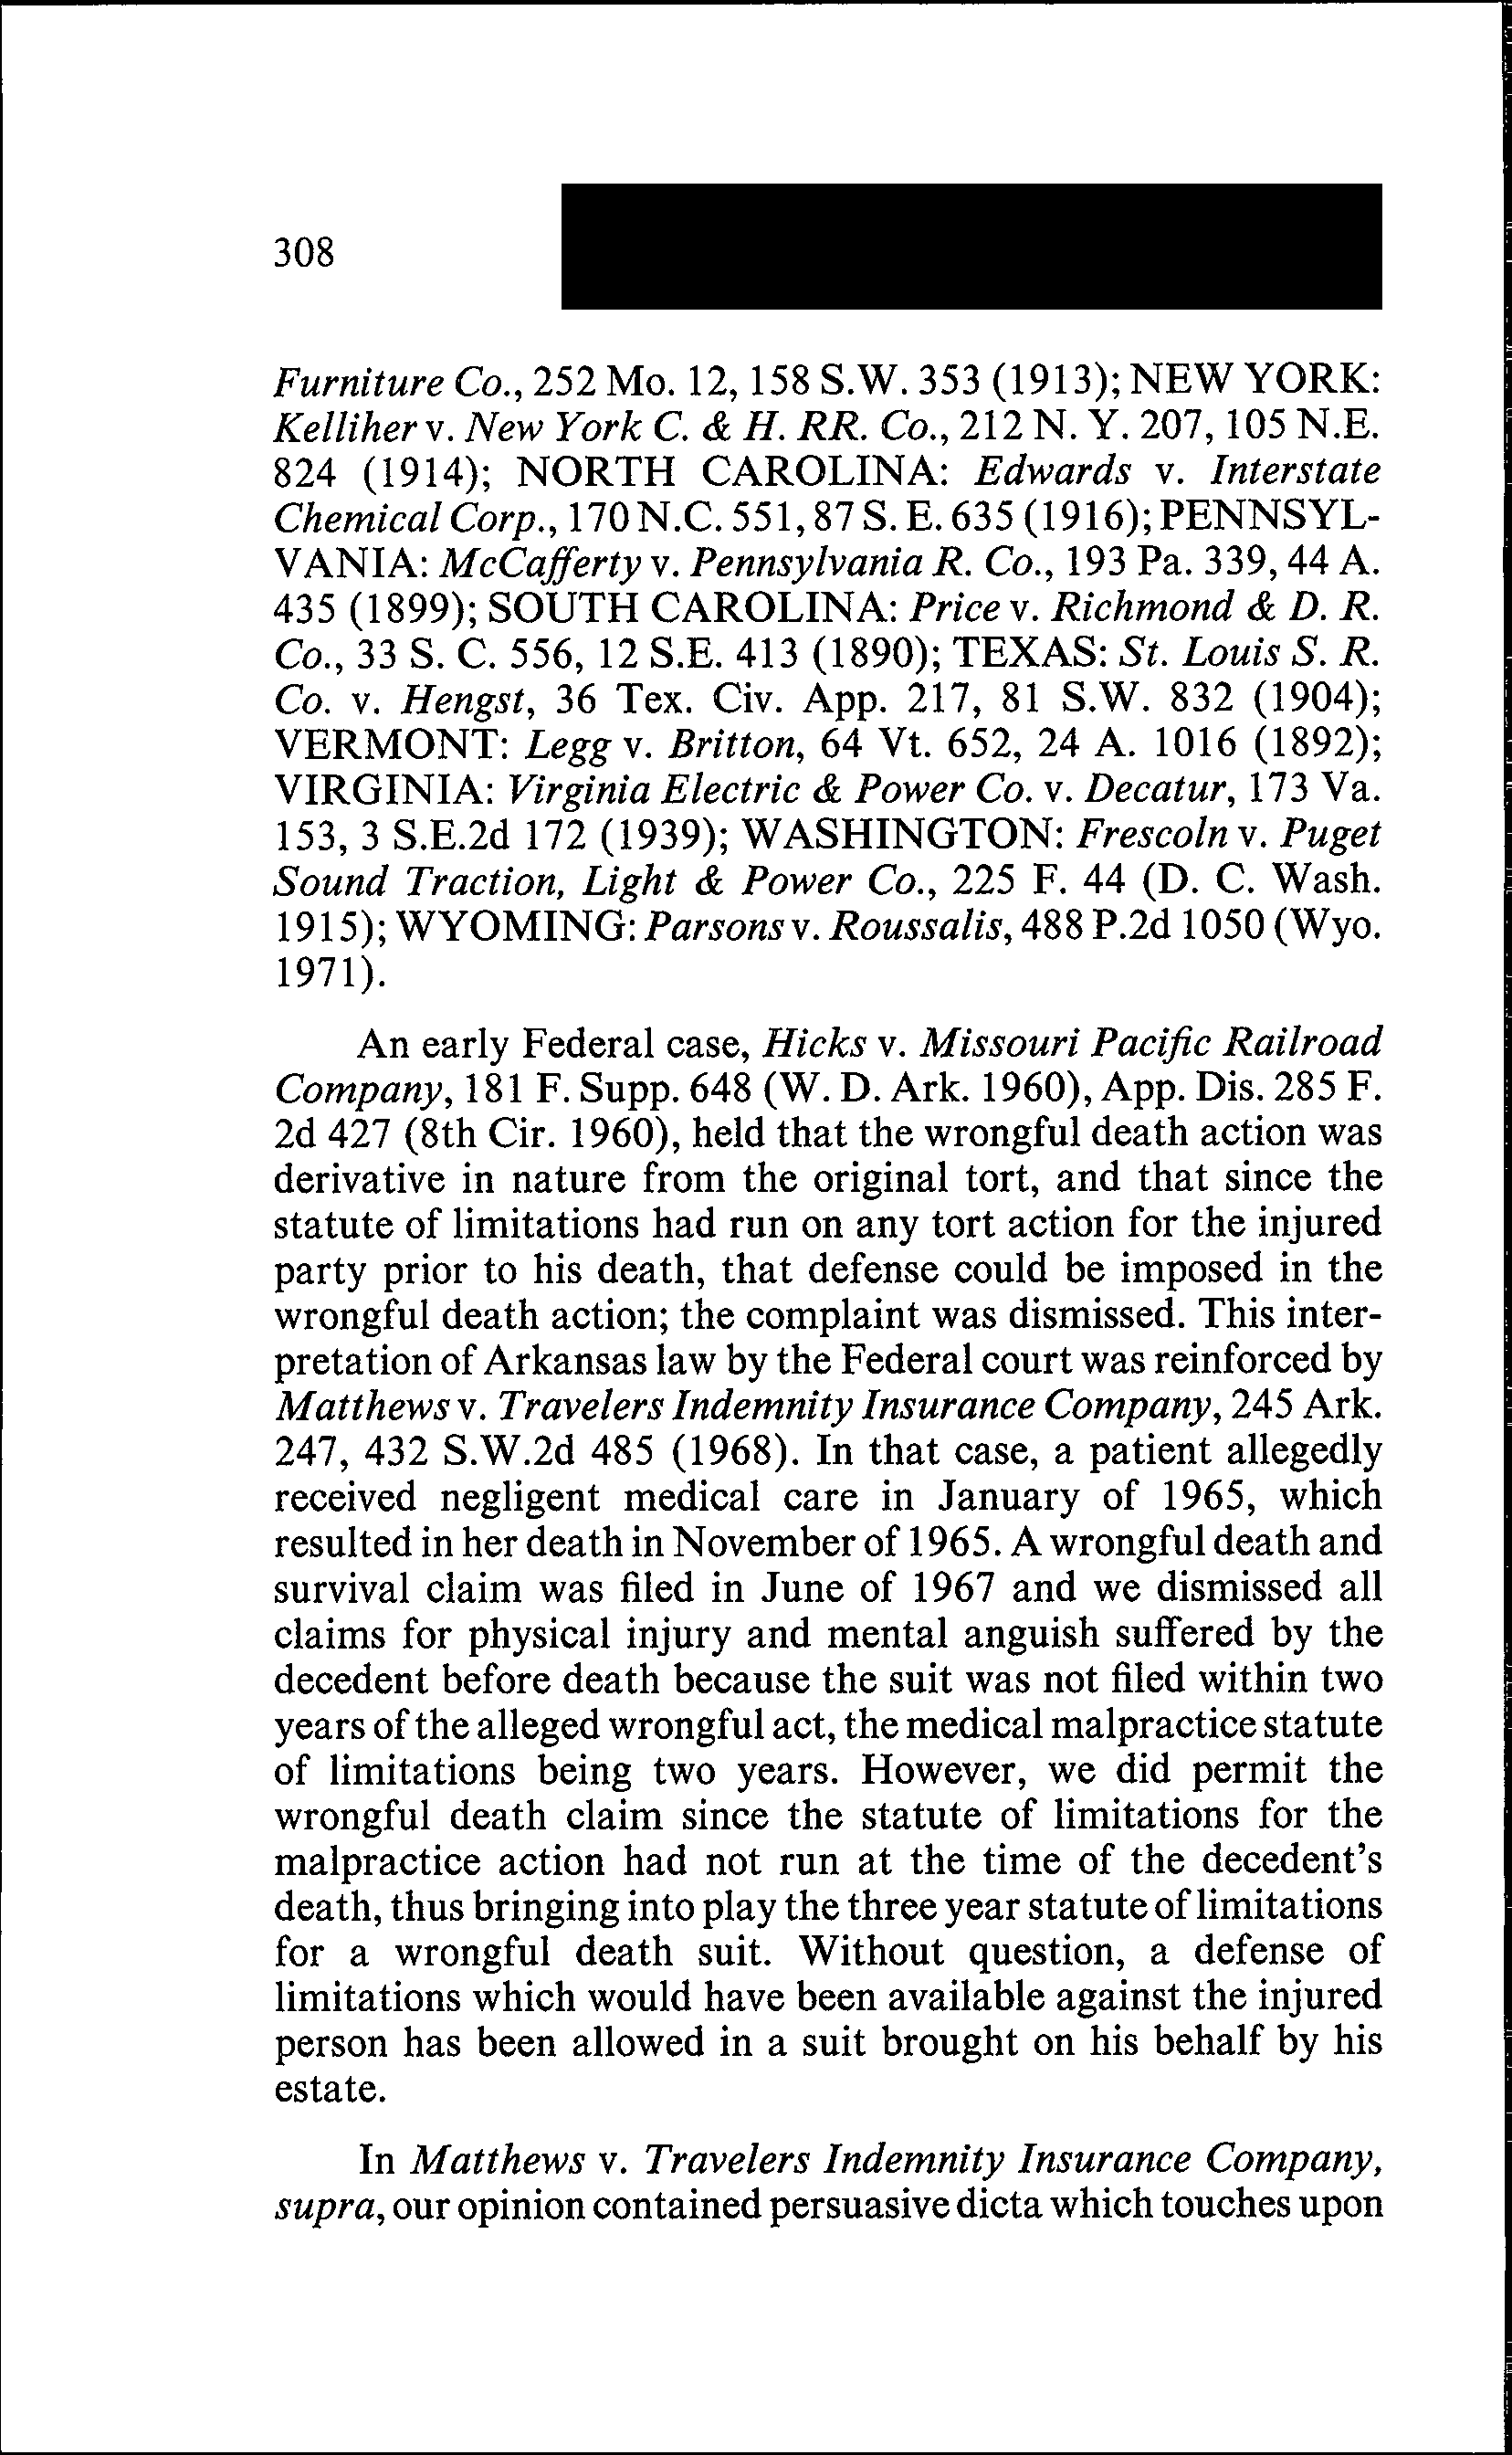 308
Furniture Co., 252 Mo. 12, 158 S.W. 353 (1913); NEW YORK:
Kelliher v. New York C. & H. RR. Co., 212 N. Y. 207, 105 N.E.
824 (1914); NORTH CAROLINA: Edwards v. Interstate
Chemical Corp., 170 N.C. 551, 87 S. E. 635 (1916); PENNSYL-
VANIA: McCafferty v. Pennsylvania R. Co., 193 Pa. 339, 44 A.
435 (1899); SOUTH CAROLINA: Price v. Richmond & D. R.
Co., 33 S. C. 556, 12 S.E. 413 (1890); TEXAS: St. Louis S. R.
Co. v. Hengst, 36 Tex. Civ. App. 217, 81 S.W. 832 (1904);
VERMONT: Legg v. Britton, 64 Vt. 652, 24 A. 1016 (1892);
VIRGINIA: Virginia Electric & Power Co. v. Decatur, 173 Va.
153, 3 S.E.2d 172 (1939); WASHINGTON: Frescoln v. Puget
Sound Traction, Light & Power Co., 225 F. 44 (D. C. Wash.
1915); WYOMING: Parsons v. Roussalis, 488 P.2d 1050 (Wyo.
1971).
An early Federal case, Hicks v. Missouri Pacific Railroad
Company, 181 F. Supp. 648 (W. D. Ark. 1960), App. Dis. 285 F.
2d 427 (8th Cir. 1960), held that the wrongful death action was
derivative in nature from the original tort, and that since the
statute of limitations had run on any tort action for the injured
party prior to his death, that defense could be imposed in the
wrongful death action; the complaint was dismissed. This inter-
pretation of Arkansas law by the Federal court was reinforced by
Matthews v. Travelers Indemnity Insurance Company, 245 Ark.
247, 432 S.W.2d 485 (1968). In that case, a patient allegedly
received negligent medical care in January of 1965, which
resulted in her death in November of 1965. A wrongful death and
survival claim was filed in June of 1967 and we dismissed all
claims for physical injury and mental anguish suffered by the
decedent before death because the suit was not filed within two
years of the alleged wrongful act, the medical malpractice statute
of limitations being two years. However, we did permit the
wrongful death claim since the statute of limitations for the
malpractice action had not run at the time of the decedent's
death, thus bringing into play the three year statute of limitations
for a wrongful death suit. Without question, a defense of
limitations which would have been available against the injured
person has been allowed in a suit brought on his behalf by his
estate.
In Matthews v. Travelers Indemnity Insurance Company,
supra, our opinion contained persuasive dicta which touches upon